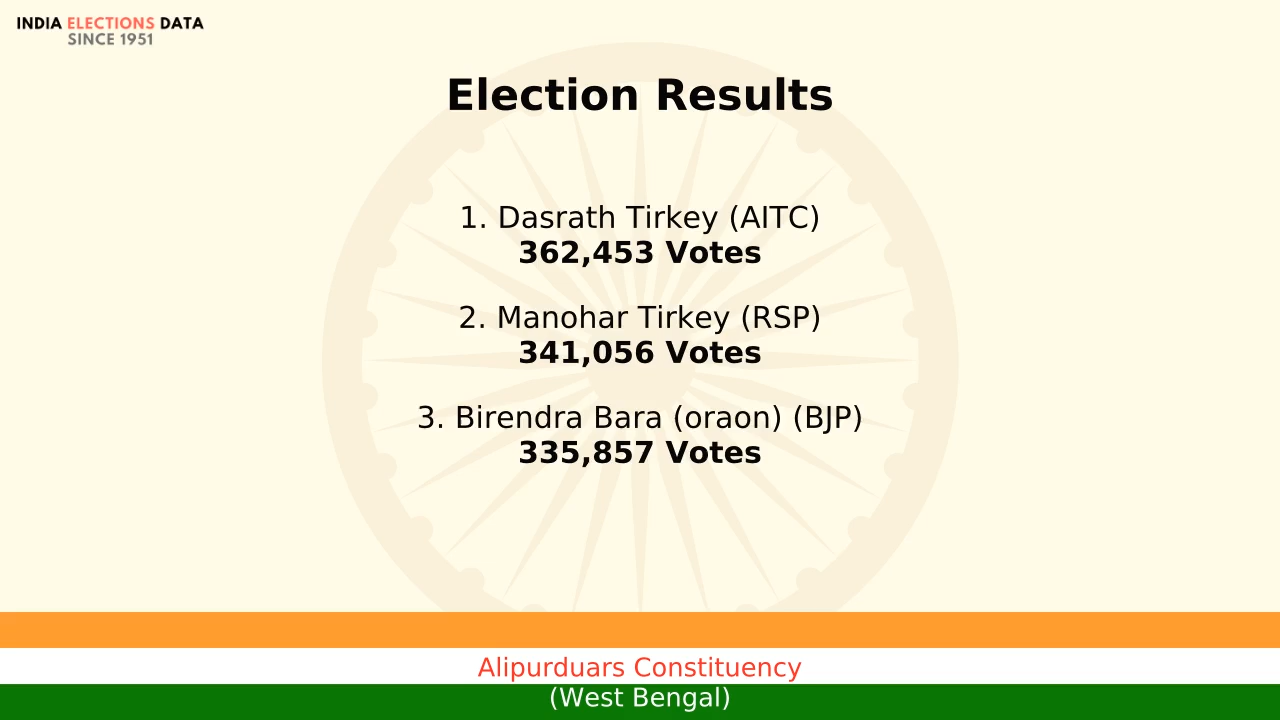 INDIA ELECTIONS DATA
SINCE 1951
Election Results
1. Dasrath Tirkey (AITC)
362,453 Votes
2. Manohar Tirkey (RSP)
341,056 Votes
3. Birendra Bara (oraon) (BJP)
335,857 Votes
Alipurduars Constituency
(West Bengal)